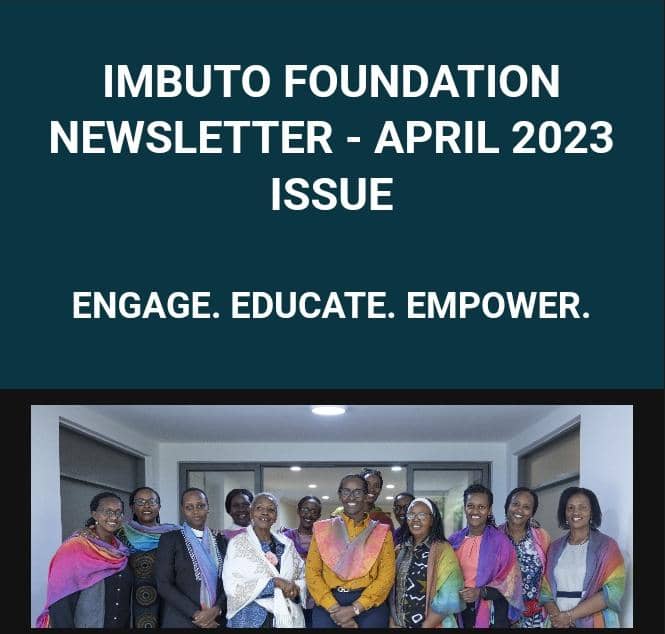 IMBUTO FOUNDATION
NEWSLETTER - APRIL 2023
ISSUE
ENGAGE. EDUCATE. EMPOWER.